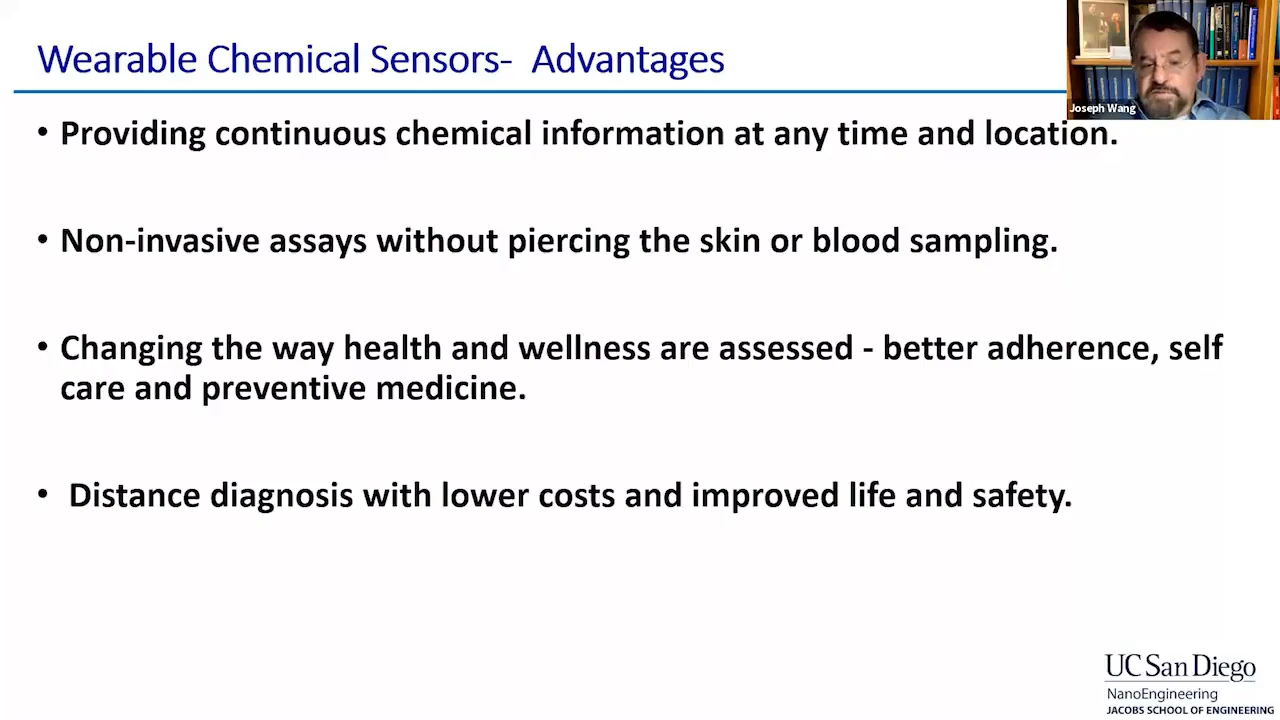 Wearable Chemical Sensors-  Advantages
Joseph Wang
• Providing continuous chemical information at any time and location.
• Non-invasive assays without piercing the skin or blood sampling.
• Changing the way health and wellness are assessed - better adherence, self
care and preventive medicine.
• Distance diagnosis with lower costs and improved life and safety.
UC San Diego
NanoEngineering
JACOBS SCHOOL OF ENGINEERING